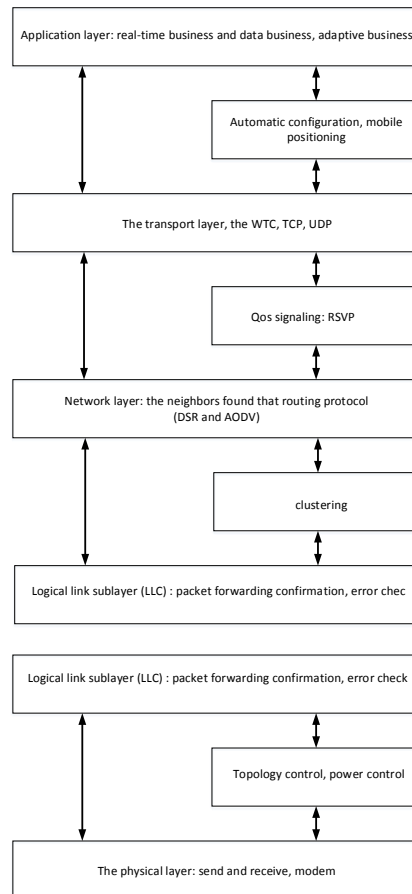 Application layer: real-time business and data business, adaptive business
Automatic configuration, mobile
positioning
The transport layer, the WTC, TCP, UDP
Qos signaling: RSVP
Network layer: the neighbors found that routing protocol
(DSR and AODV)
clustering
Logical link sublayer (LLC) : packet forwarding confirmation, error chec
Logical link sublayer (LLC) : packet forwarding confirmation, error check
Topology control, power control
The physical layer: send and receive, modem